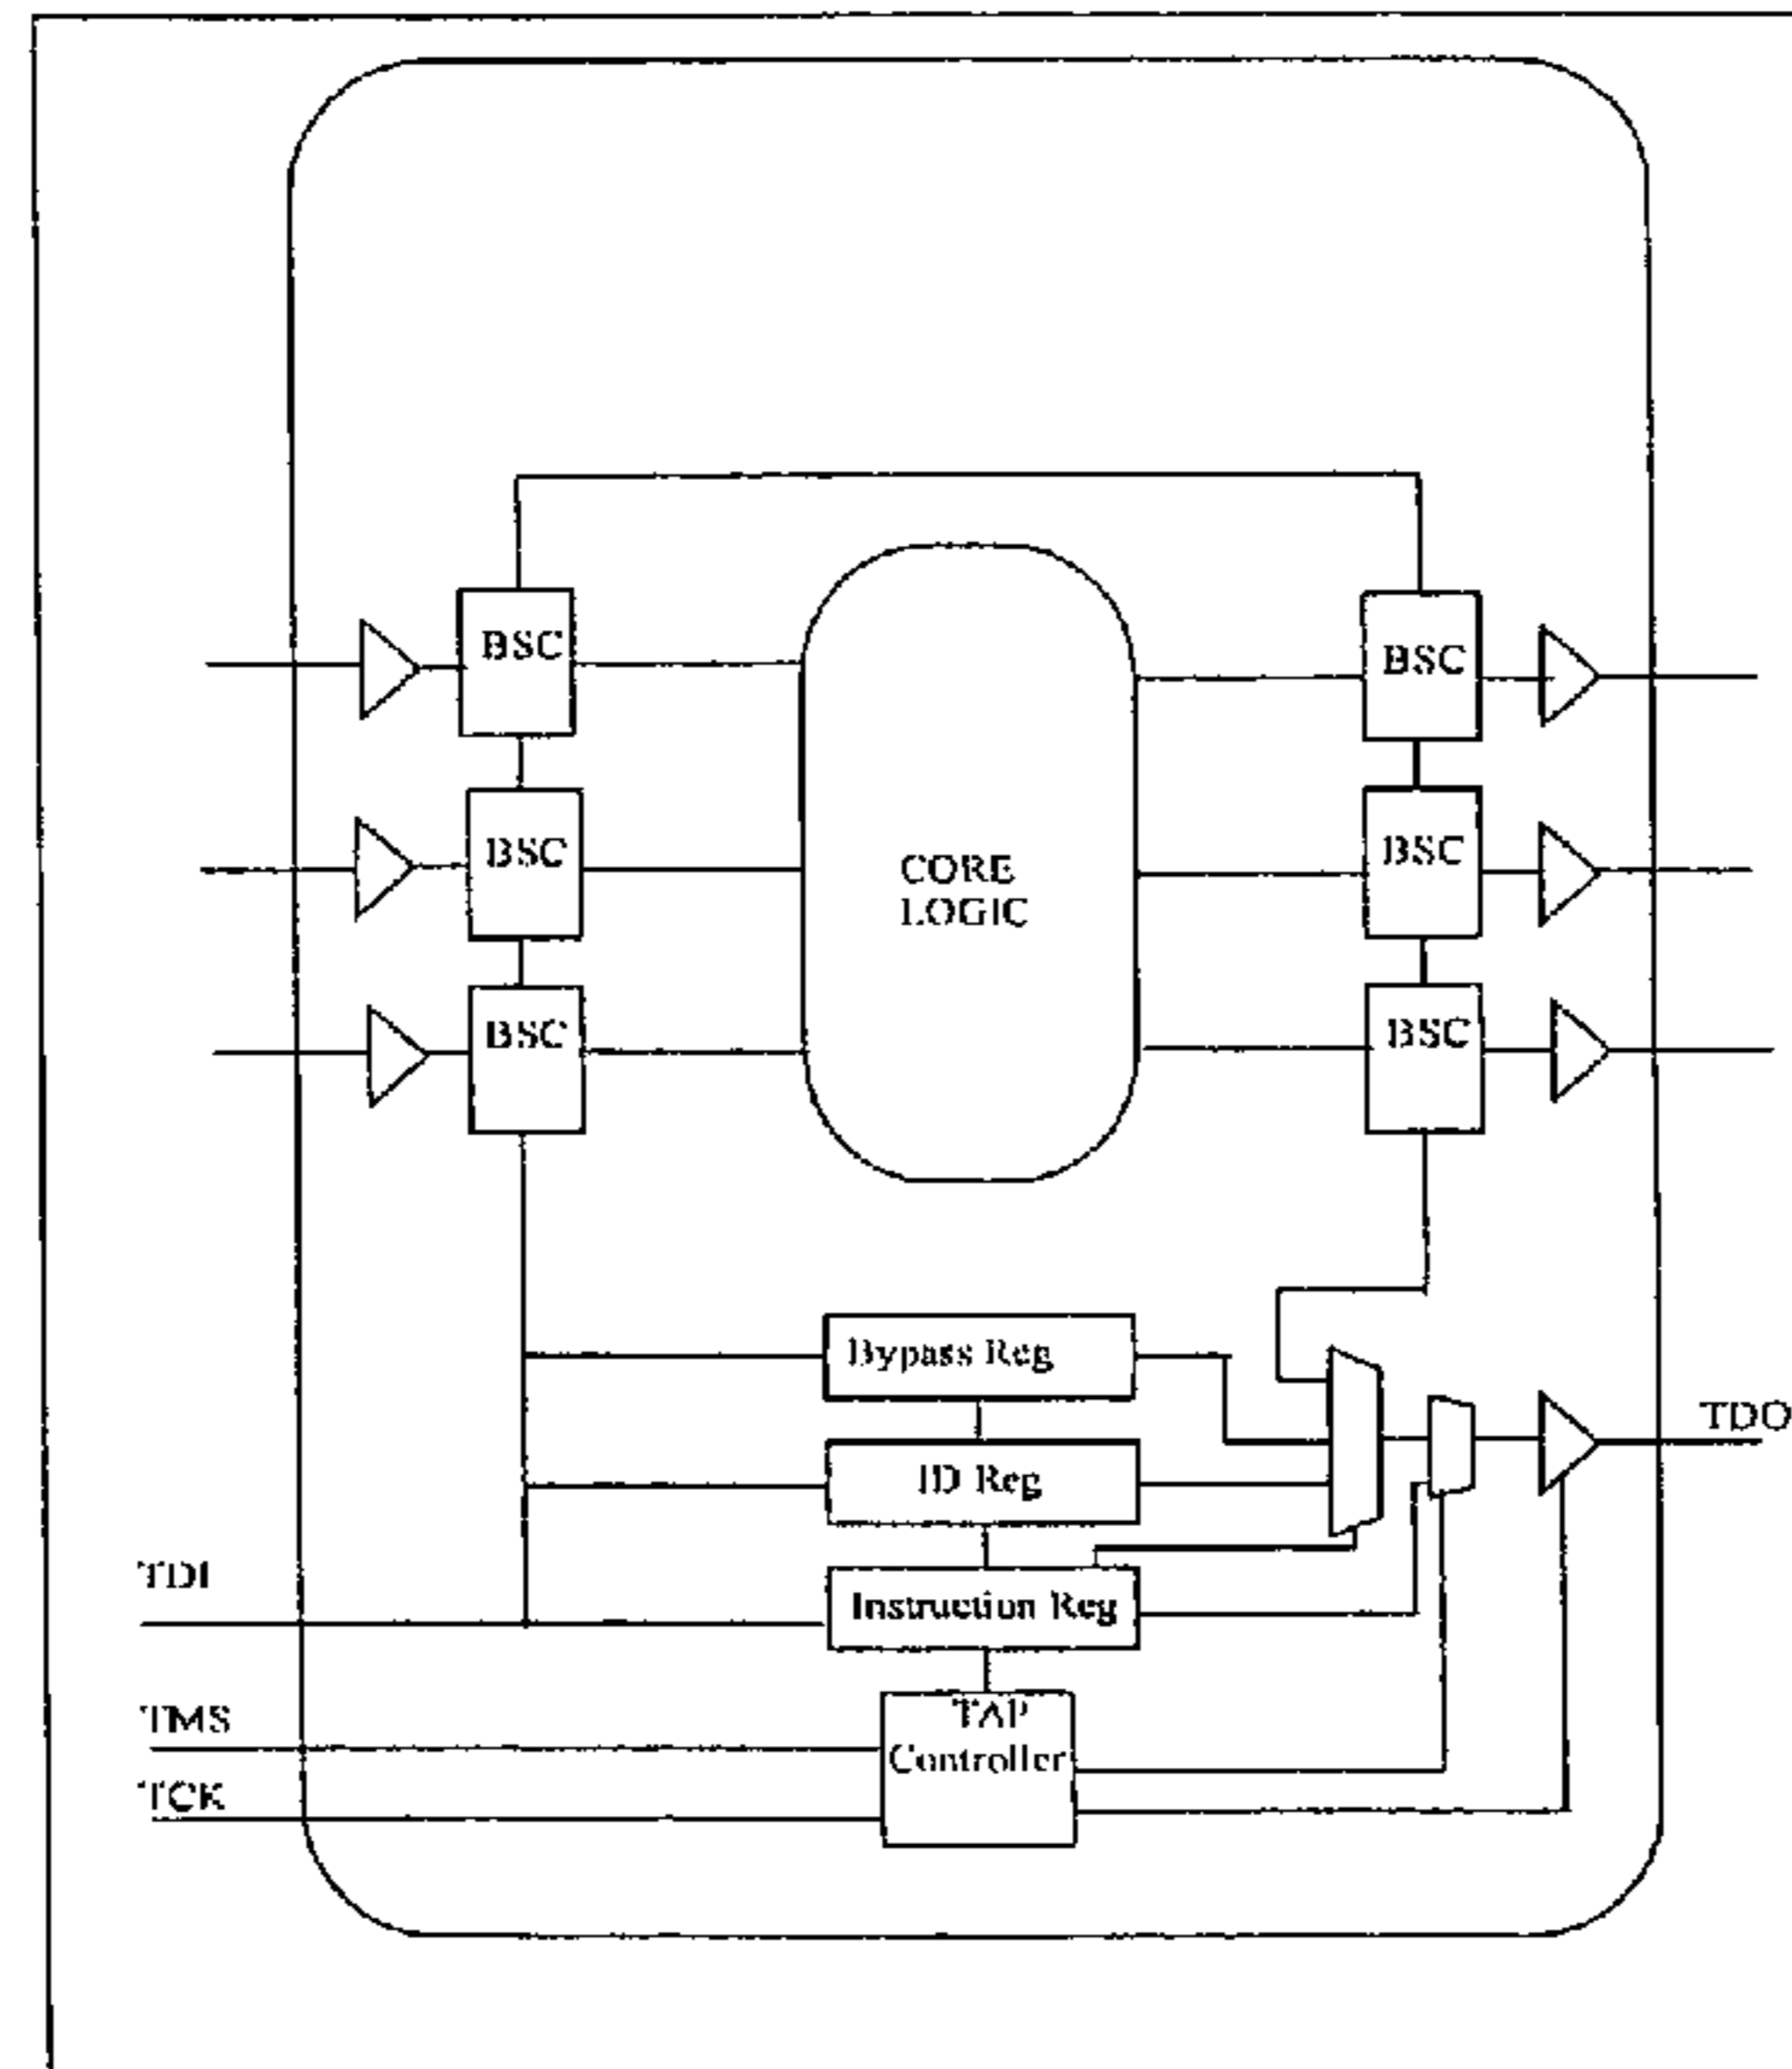 BSC
BSC
BSC
BSC
CORE
LOGIC
BSC
BSC
Bypass Reg
ID Reg
TDO
TDI
Instruction Reg
TMS
TAP
Controller
TCK